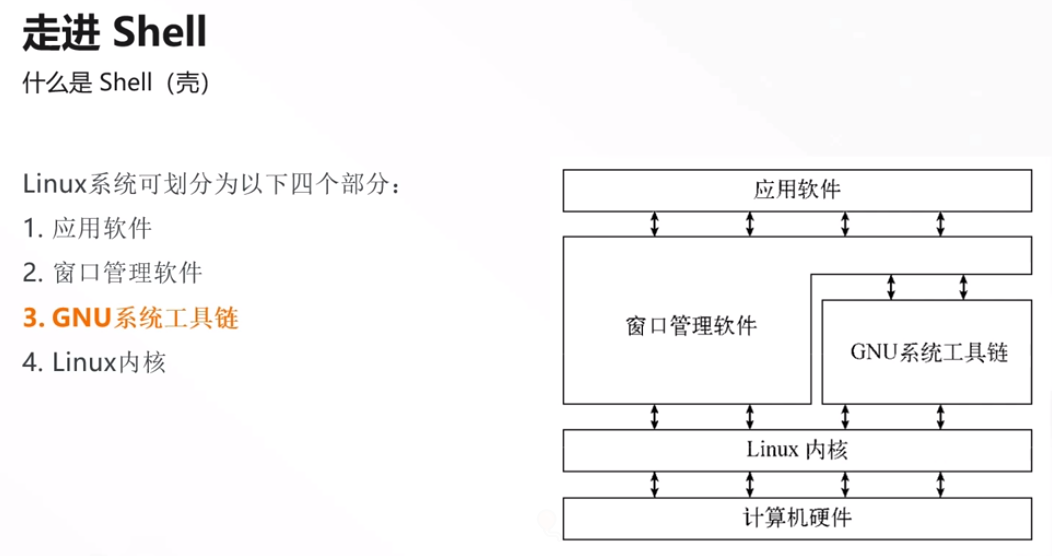 走进 Shell
什么是 Shell（壳）
Linux系统可划分为以下四个部分：
1. 应用软件
2. 窗口管理软件
3. GNU系统工具链
4. Linux内核
应用软件
窗口管理软件
GNU系统工具链
Linux 内核
计算机硬件